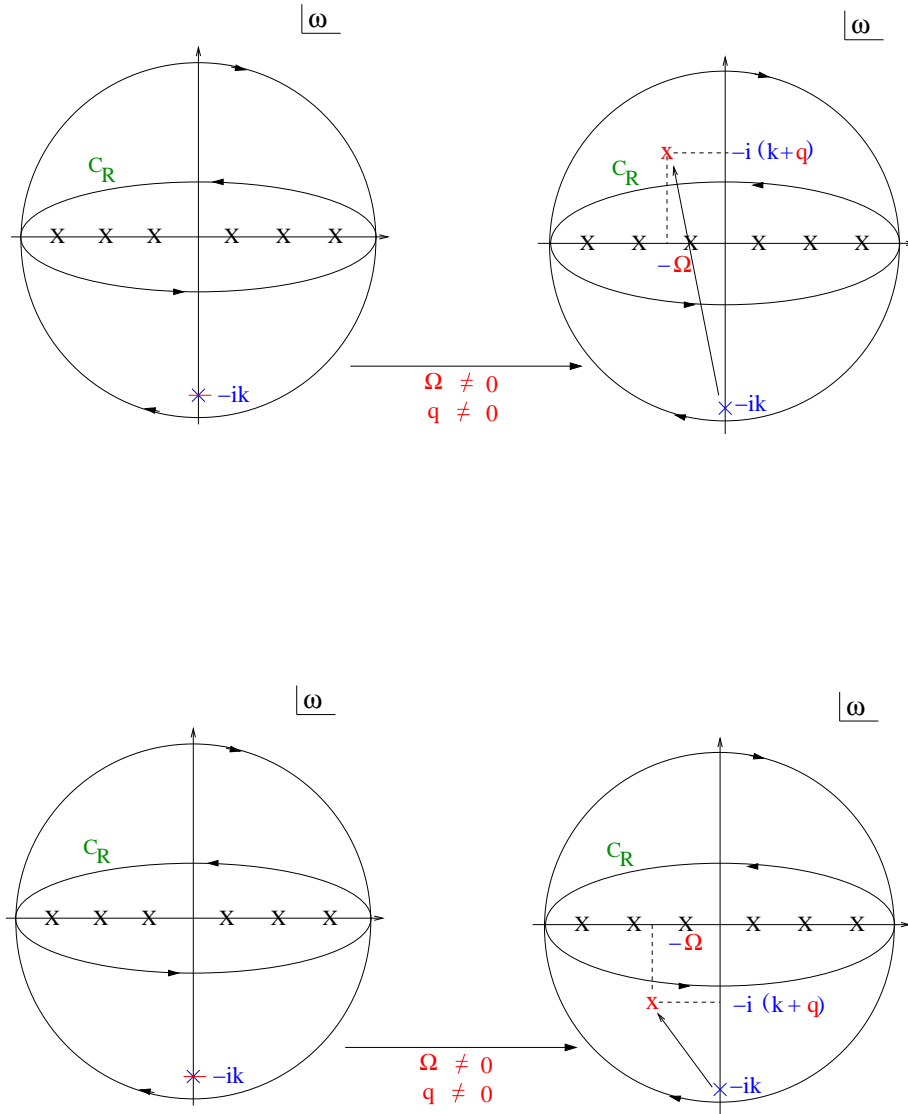 ω
ω
C_R
−i (k+q)
x
C_R
X X X X X X
X X X X X X
−Ω
Ω ≠ 0
q ≠ 0
× −ik
× −ik
ω
ω
C_R
C_R
X X X X X X
X X X X X X
−Ω
x
−i (k+q)
Ω ≠ 0
q ≠ 0
× −ik
× −ik